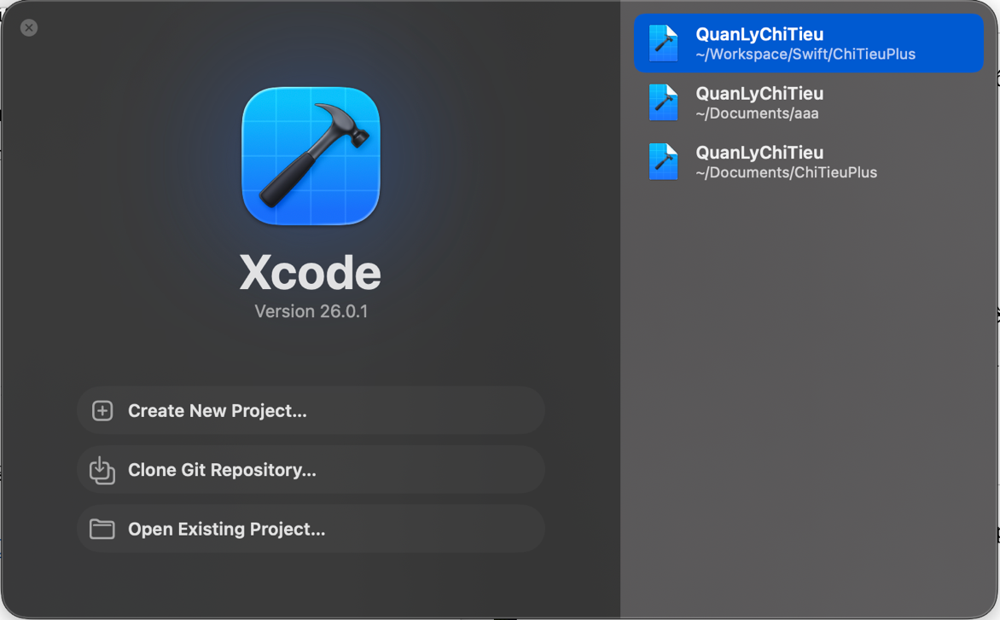 Xcode
Version 26.0.1
Create New Project...
Clone Git Repository...
Open Existing Project...
QuanLyChiTieu
~/Workspace/Swift/ChiTieuPlus
QuanLyChiTieu
~/Documents/aaa
QuanLyChiTieu
~/Documents/ChiTieuPlus